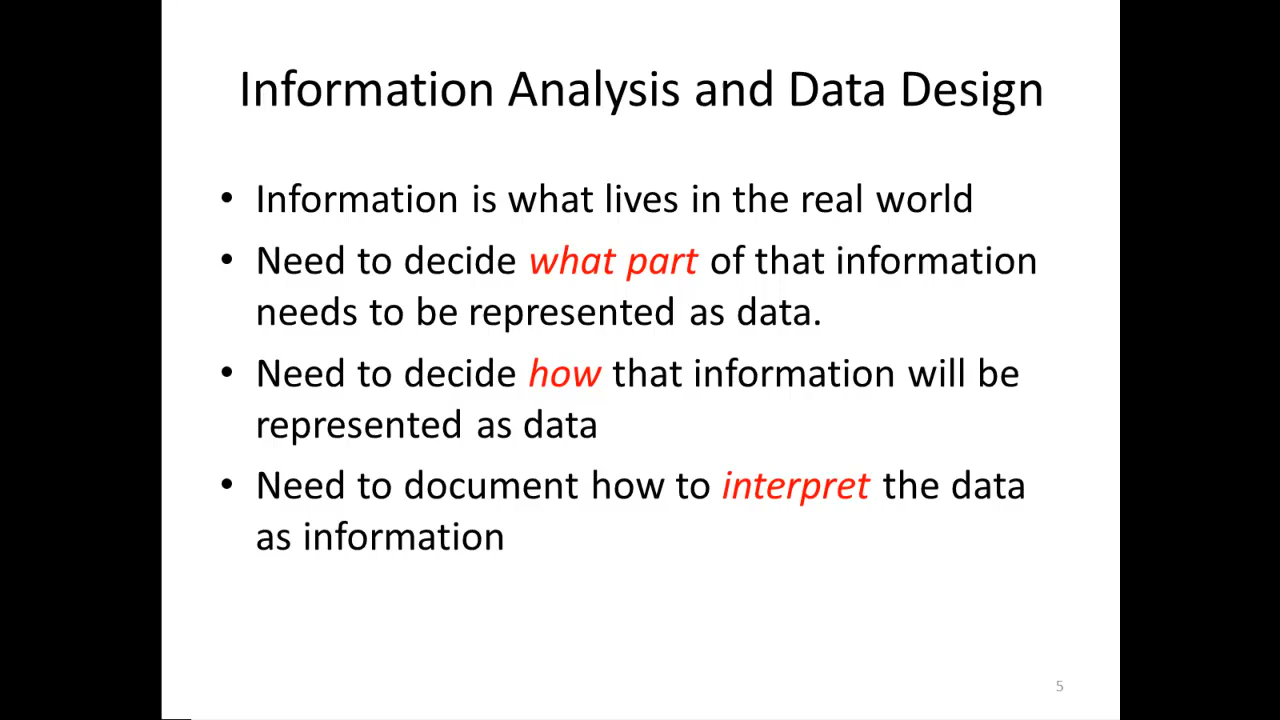 Information Analysis and Data Design
• Information is what lives in the real world
• Need to decide what part of that information
needs to be represented as data.
• Need to decide how that information will be
represented as data
• Need to document how to interpret the data
as information
5